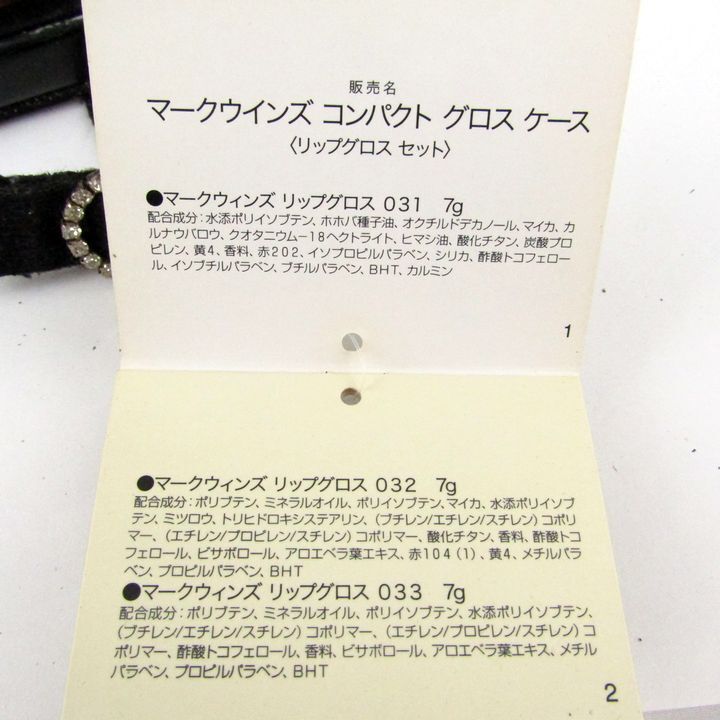 販売名
マークウインズ コンパクト グロス ケース
〈リップグロス セット〉
●マークウィンズ リップグロス 031 7g
配合成分：水添ポリイソブテン、ホホバ種子油、オクチルドデカノール、マイカ、カ
ルナウバロウ、クオタニウム−18ヘクトライト、ヒマシ油、酸化チタン、炭酸プロ
ピレン、黄4、香料、赤202、イソプロピルパラベン、シリカ、酢酸トコフェロー
ル、イソブチルパラベン、ブチルパラベン、BHT、カルミン
1
●マークウィンズ リップグロス 032 7g
配合成分：ポリブテン、ミネラルオイル、ポリイソブテン、マイカ、水添ポリイソブ
テン、ミツロウ、トリヒドロキシステアリン、（ブチレン/エチレン/スチレン）コポリ
マー、（エチレン/プロピレン/スチレン）コポリマー、酸化チタン、香料、酢酸トコ
フェロール、ビサボロール、アロエベラ葉エキス、赤104（1）、黄4、メチルパラ
ベン、プロピルパラベン、BHT
●マークウィンズ リップグロス 033 7g
配合成分：ポリブテン、ミネラルオイル、ポリイソブテン、水添ポリイソブテン、
（ブチレン/エチレン/スチレン）コポリマー、（エチレン/プロピレン/スチレン）コ
ポリマー、酢酸トコフェロール、香料、ビサボロール、アロエベラ葉エキス、メチル
パラベン、プロピルパラベン、BHT
2